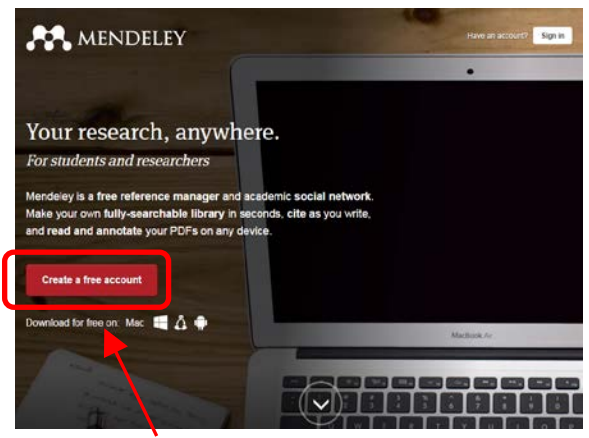 MENDELEY
Have an account? Sign in
Your research, anywhere.
For students and researchers
Mendeley is a free reference manager and academic social network.
Make your own fully-searchable library in seconds, cite as you write,
and read and annotate your PDFs on any device.
Create a free account
Download for free on: Mac
MacBook Air